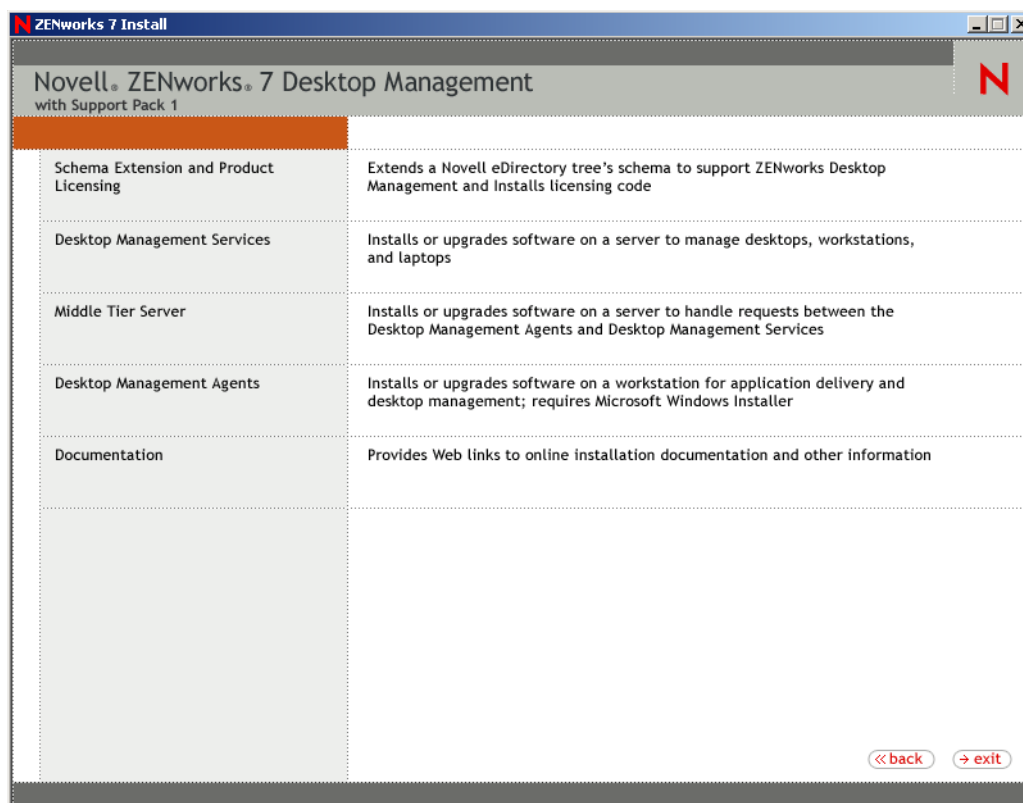 ZENworks 7 Install
Novell® ZENworks® 7 Desktop Management
with Support Pack 1
N
Schema Extension and Product
Licensing
Extends a Novell eDirectory tree's schema to support ZENworks Desktop
Management and Installs licensing code
Desktop Management Services
Installs or upgrades software on a server to manage desktops, workstations,
and laptops
Middle Tier Server
Installs or upgrades software on a server to handle requests between the
Desktop Management Agents and Desktop Management Services
Desktop Management Agents
Installs or upgrades software on a workstation for application delivery and
desktop management; requires Microsoft Windows Installer
Documentation
Provides Web links to online installation documentation and other information
« back
→ exit